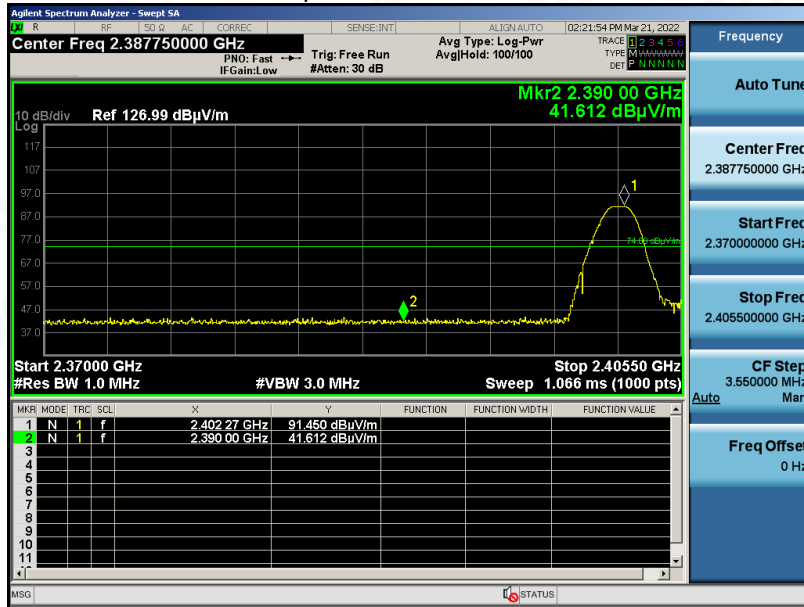 Agilent Spectrum Analyzer - Swept SA
LXI R RF 50 Ω AC CORREC SENSE:INT ALIGN AUTO 02:21:54 PM Mar 21, 2022
Center Freq 2.387750000 GHz
PNO: Fast
IFGain:Low
Trig: Free Run
#Atten: 30 dB
Avg Type: Log-Pwr
Avg|Hold: 100/100
TRACE 1 2 3 4 5 6
TYPE M
DET P N N N N N
Mkr2 2.390 00 GHz
41.612 dBµV/m
10 dB/div Ref 126.99 dBµV/m
Log
117
107
97.0
87.0
77.0
67.0
57.0
47.0
37.0
1
2
74.00 dBµV/m
Start 2.37000 GHz Stop 2.40550 GHz
#Res BW 1.0 MHz #VBW 3.0 MHz Sweep 1.066 ms (1000 pts)
MKR MODE TRC SCL X Y FUNCTION FUNCTION WIDTH FUNCTION VALUE
1 N 1 f 2.402 27 GHz 91.450 dBµV/m
2 N 1 f 2.390 00 GHz 41.612 dBµV/m
3
4
5
6
7
8
9
10
11
MSG STATUS
Frequency
Auto Tune
Center Freq
2.387750000 GHz
Start Freq
2.370000000 GHz
Stop Freq
2.405500000 GHz
CF Step
3.550000 MHz
Auto Man
Freq Offset
0 Hz